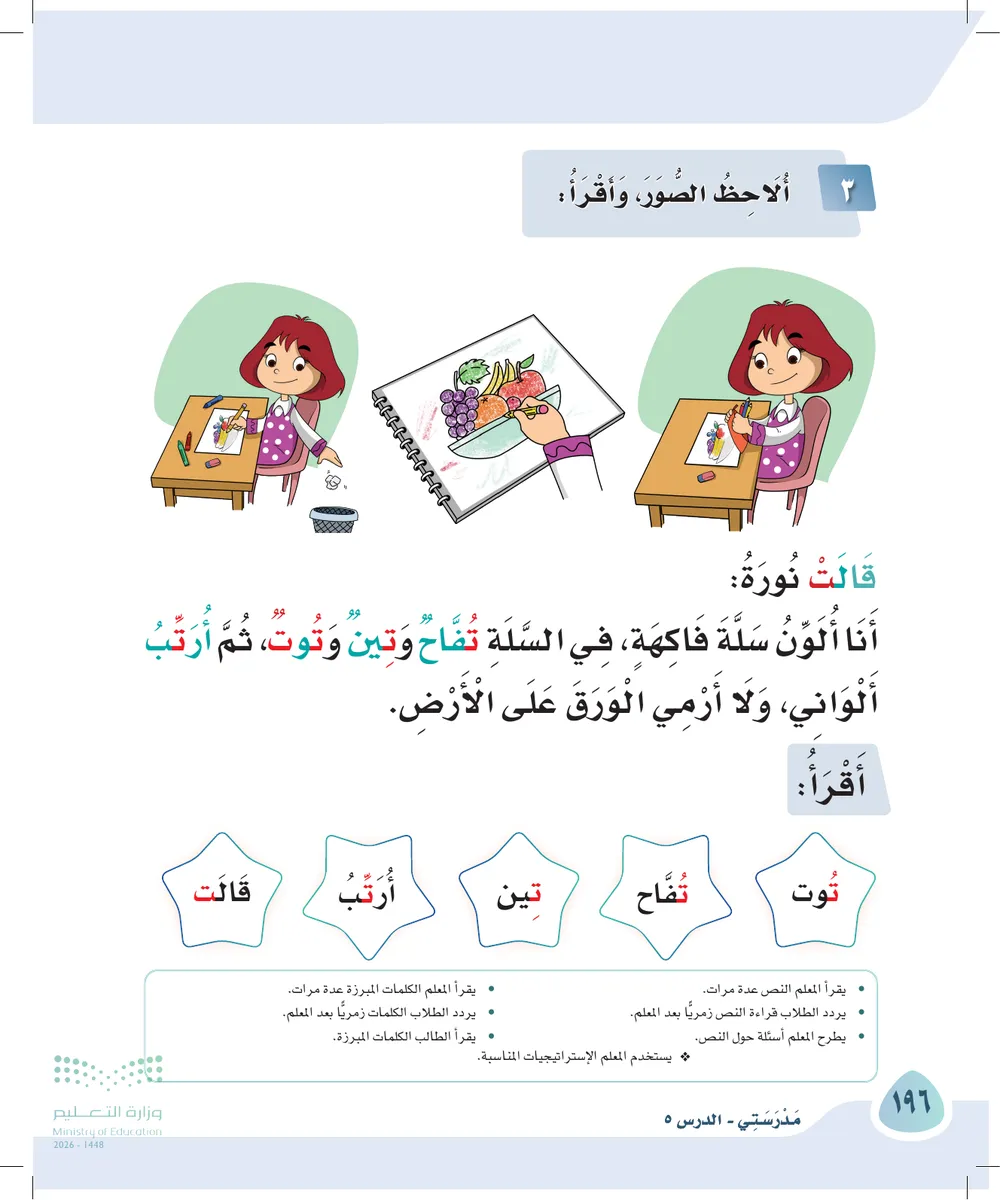 ٣
أُلَاحِظُ الصُّوَرَ، وَأَقْرَأُ:
قَالَتْ نُورَةُ:
أَنَا أُلَوِّنُ سَلَّةَ فَاكِهَةٍ، فِي السَّلَةِ تُفَّاحٌ وَتِينٌ وَتُوتٌ، ثُمَّ أُرَتِّبُ
أَلْوَانِي، وَلَا أَرْمِي الْوَرَقَ عَلَى الْأَرْضِ.
أَقْرَأُ:
تُوت
تُفَّاح
تِين
أُرَتِّبُ
قَالَت
• يقرأ المعلم النص عدة مرات.
• يردد الطلاب قراءة النص زمريًّا بعد المعلم.
• يطرح المعلم أسئلة حول النص.
• يقرأ المعلم الكلمات المبرزة عدة مرات.
• يردد الطلاب الكلمات زمريًّا بعد المعلم.
• يقرأ الطالب الكلمات المبرزة.
❖ يستخدم المعلم الإستراتيجيات المناسبة.
وزارة التعـليم
Ministry of Education
2026 - 1448
مَدْرَسَتِي - الدرس ٥
١٩٦